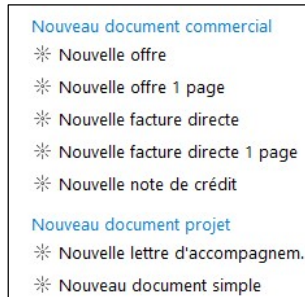 Nouveau document commercial
Nouvelle offre
Nouvelle offre 1 page
Nouvelle facture directe
Nouvelle facture directe 1 page
Nouvelle note de crédit
Nouveau document projet
Nouvelle lettre d'accompagnem.
Nouveau document simple